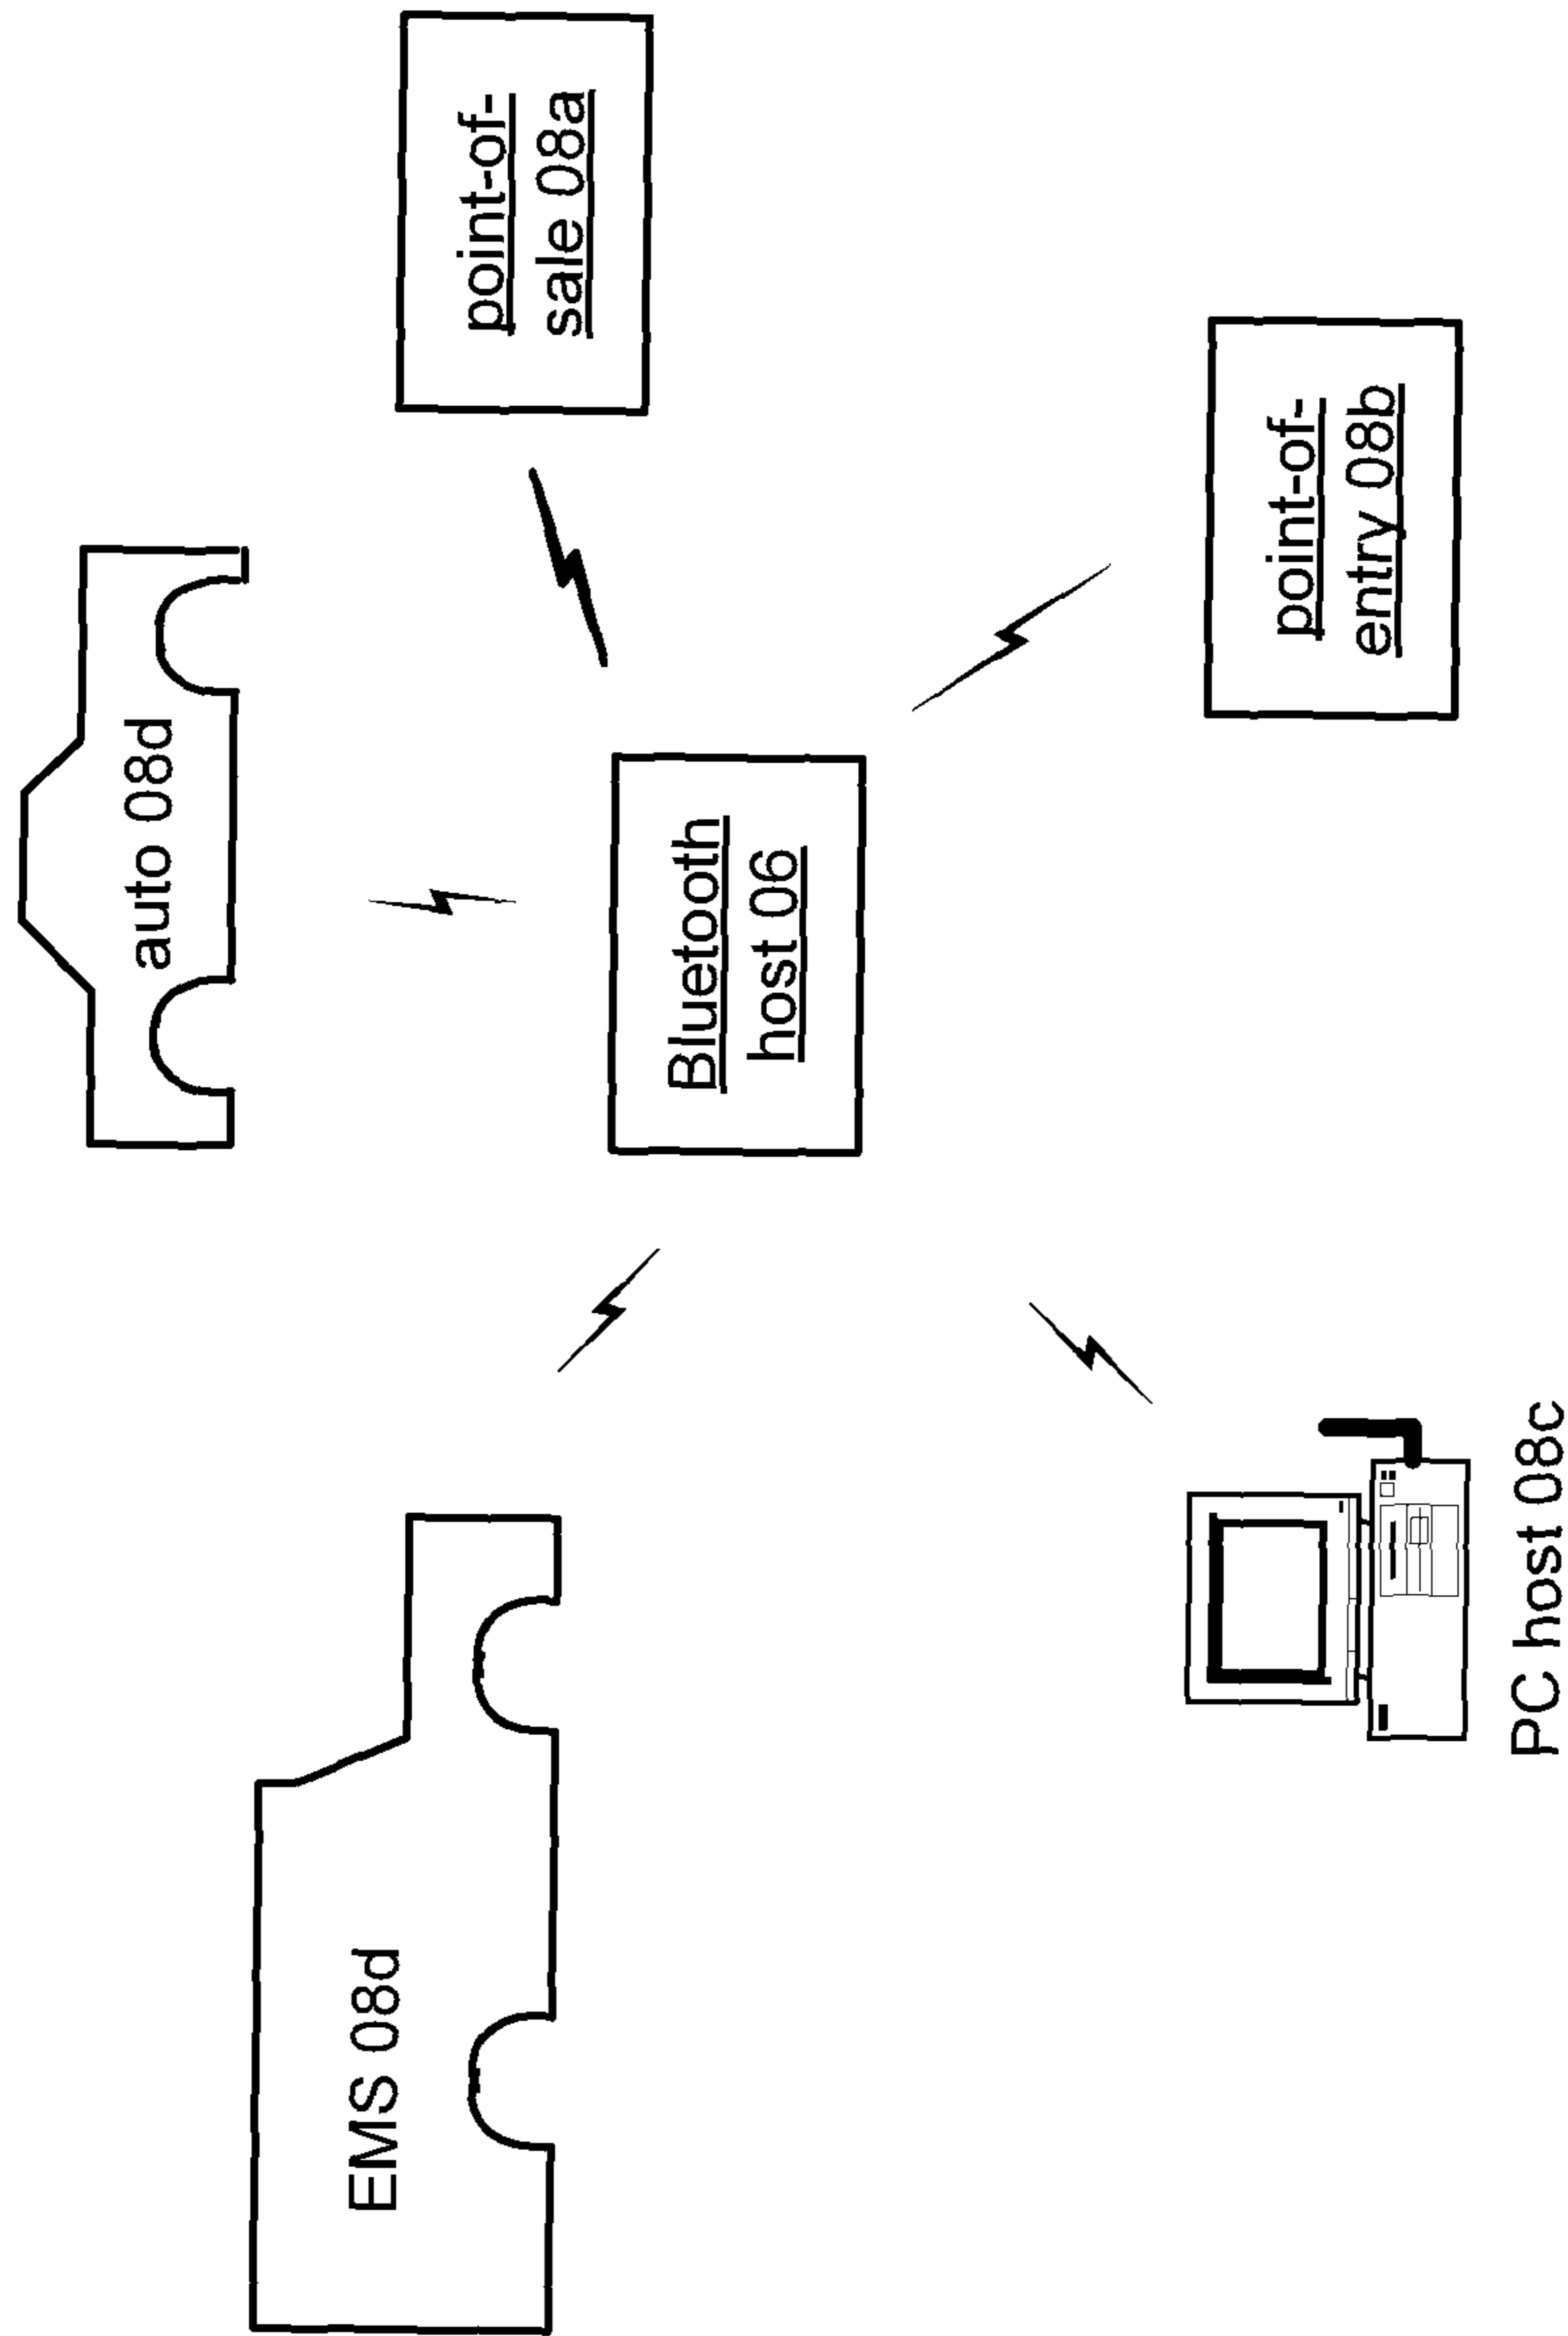 auto 08d
point-of-
sale 08a
EMS 08d
Bluetooth
host 06
point-of-
entry 08b
PC host 08c